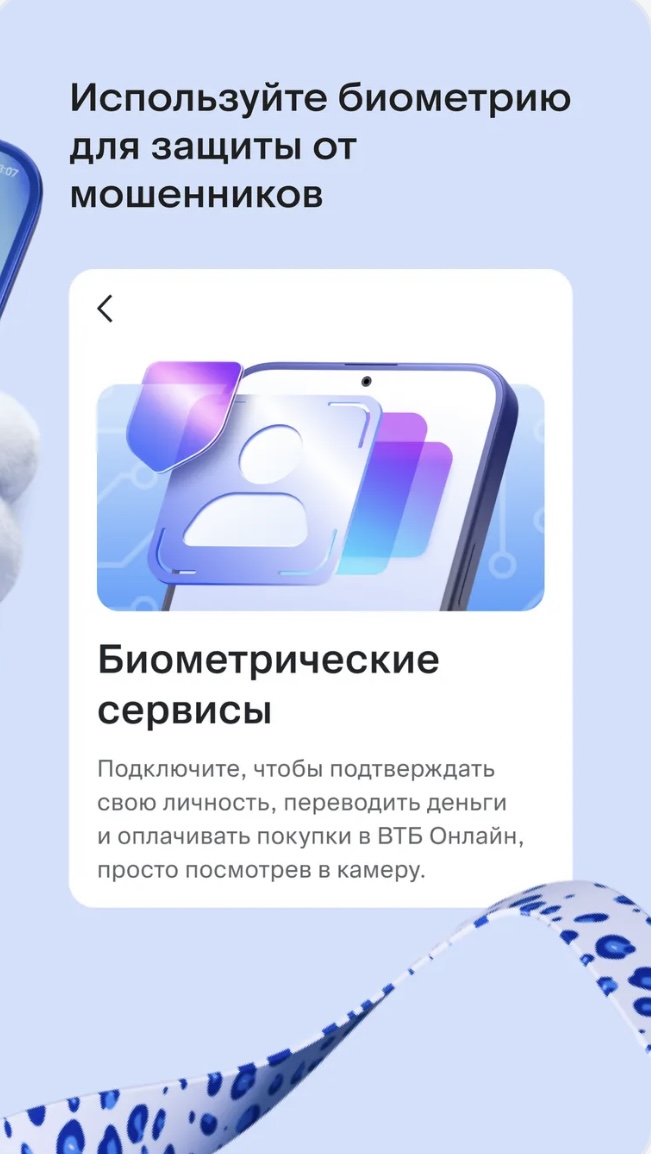 Используйте биометрию
для защиты от
мошенников
Биометрические
сервисы
Подключите, чтобы подтверждать
свою личность, переводить деньги
и оплачивать покупки в ВТБ Онлайн,
просто посмотрев в камеру.